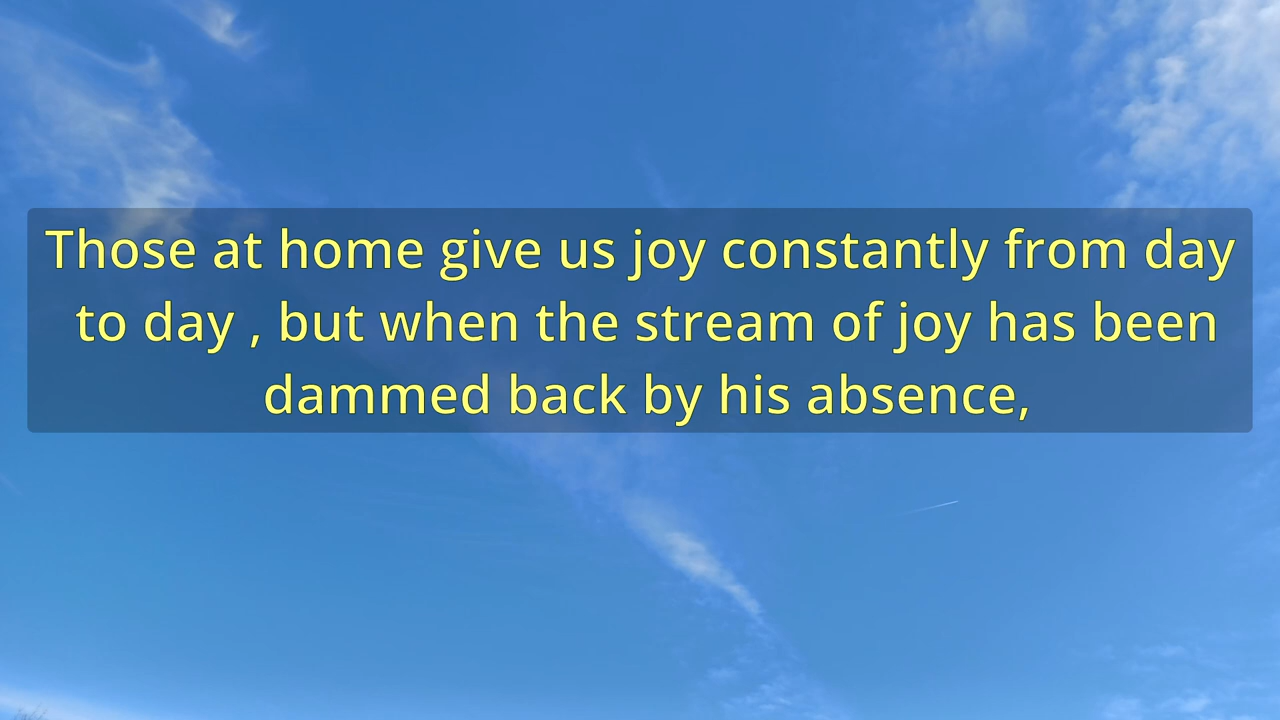 Those at home give us joy constantly from day
to day , but when the stream of joy has been
dammed back by his absence,